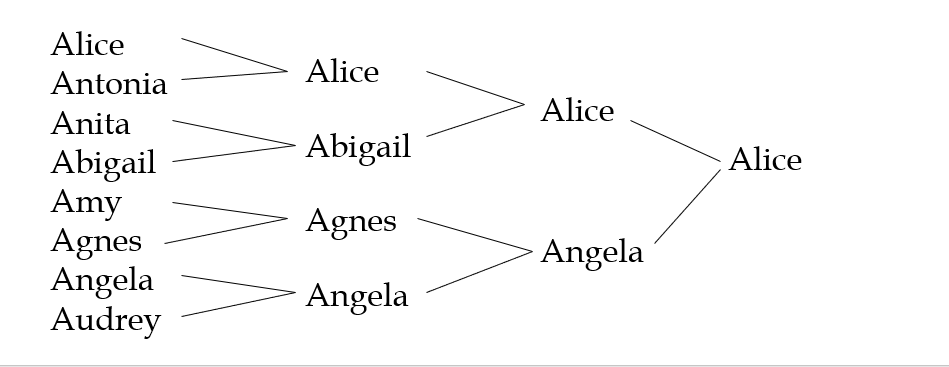 Alice
Antonia
Anita
Abigail
Amy
Agnes
Angela
Audrey
Alice
Abigail
Agnes
Angela
Alice
Angela
Alice